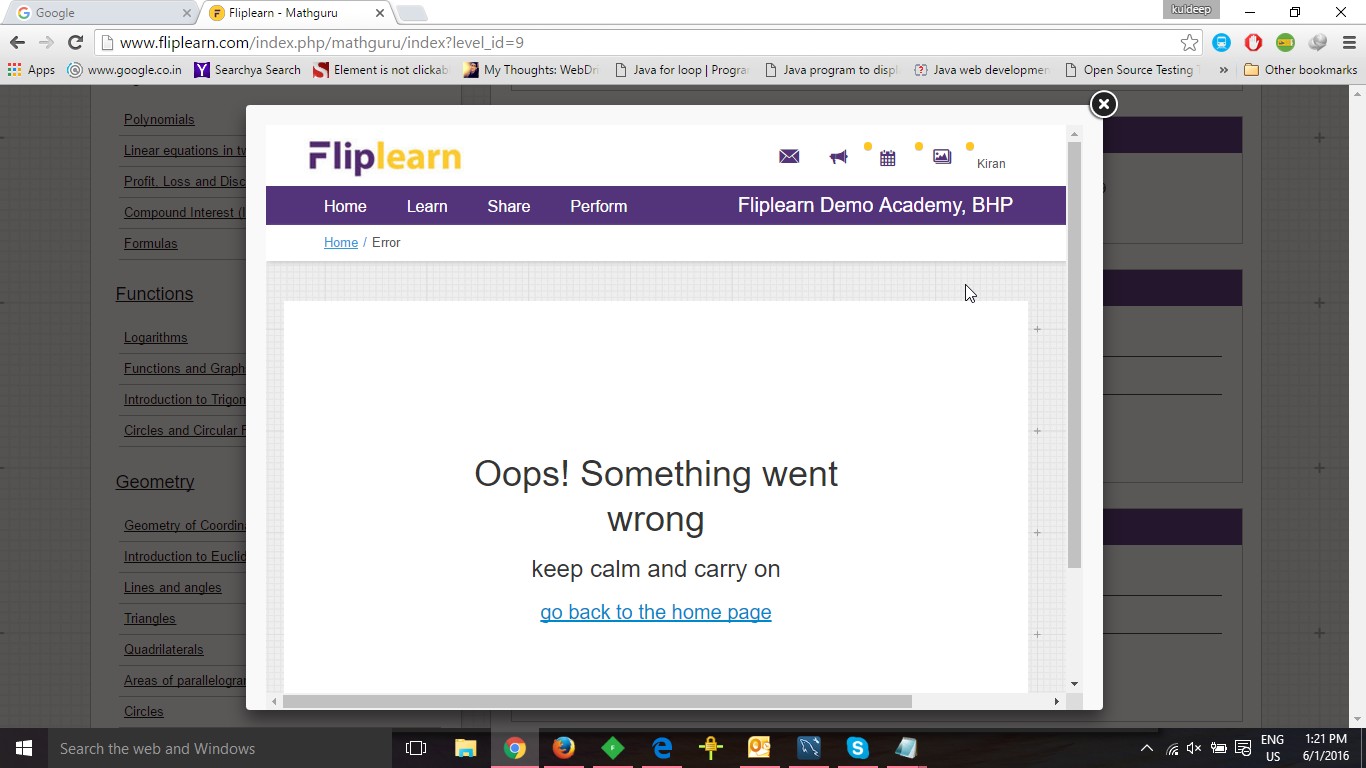 Google
Fliplearn - Mathguru
kuldeep
www.fliplearn.com/index.php/mathguru/index?level_id=9
Apps
www.google.co.in
Searchya Search
Element is not clickab
My Thoughts: WebDri
Java for loop | Progra
Java program to displ
Java web developmen
Open Source Testing
»
Other bookmarks
Polynomials
Linear equations in tw
Profit, Loss and Disc
Compound Interest (I
Formulas
Functions
Logarithms
Functions and Graph
Introduction to Trigon
Circles and Circular F
Geometry
Geometry of Coordina
Introduction to Euclid
Lines and angles
Triangles
Quadrilaterals
Areas of parallelogra
Circles
Fliplearn
Kiran
Home Learn Share Perform Fliplearn Demo Academy, BHP
Home / Error
Oops! Something went
wrong
keep calm and carry on
go back to the home page
Search the web and Windows
ENG
US
1:21 PM
6/1/2016